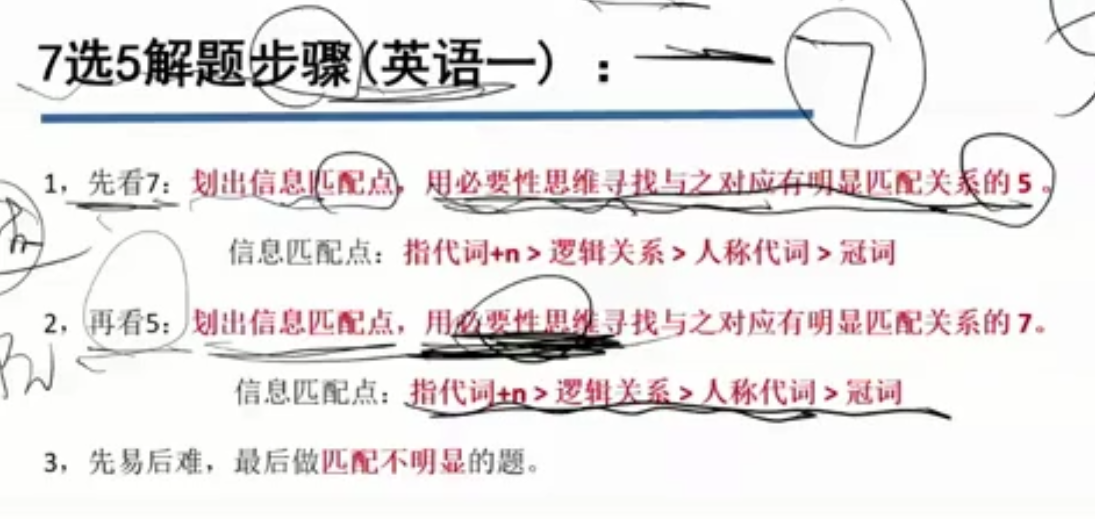 7选5解题步骤(英语一)：
7
1，先看7：划出信息匹配点，用必要性思维寻找与之对应有明显匹配关系的 5 。
信息匹配点：指代词+n > 逻辑关系 > 人称代词 > 冠词
2，再看5：划出信息匹配点，用必要性思维寻找与之对应有明显匹配关系的 7。
信息匹配点：指代词+n > 逻辑关系 > 人称代词 > 冠词
3，先易后难，最后做匹配不明显的题。